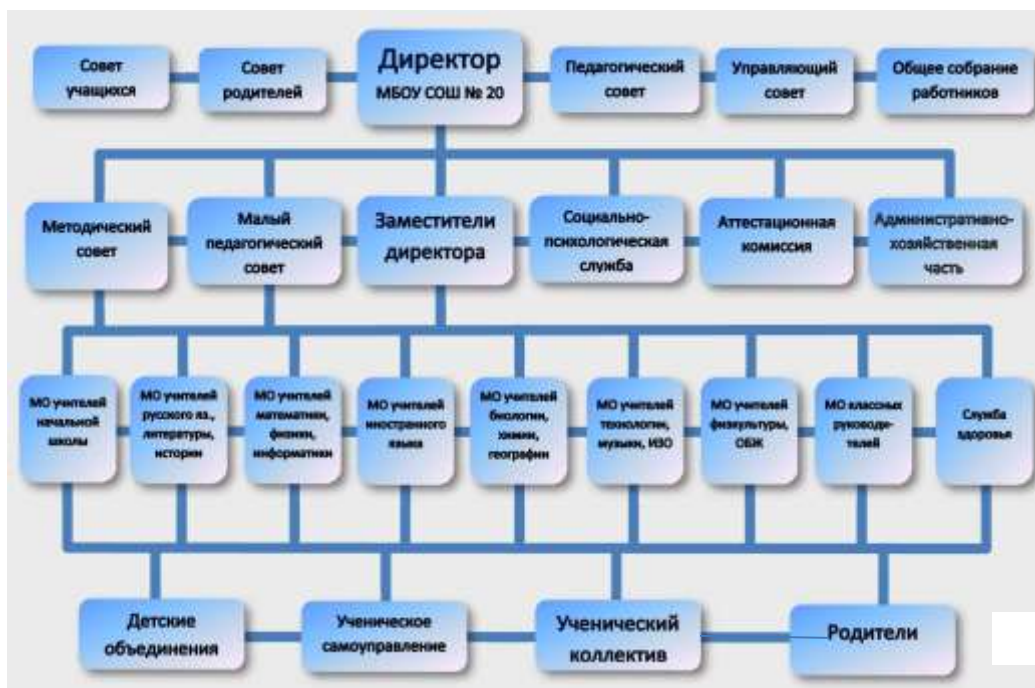 Совет
учащихся
Совет
родителей
Директор
МБОУ СОШ № 20
Педагогический
совет
Управляющий
совет
Общее собрание
работников
Методический
совет
Малый
педагогический
совет
Заместители
директора
Социально-
психологическая
служба
Аттестационная
комиссия
Административно-
хозяйственная
часть
МО учителей
начальной
школы
МО учителей
русского яз.,
литературы,
истории
МО учителей
математики,
физики,
информатики
МО учителей
иностранного
языка
МО учителей
биологии,
химии,
географии
МО учителей
технологии,
музыки, ИЗО
МО учителей
физкультуры,
ОБЖ
МО классных
руководи-
телей
Служба
здоровья
Детские
объединения
Ученическое
самоуправление
Ученический
коллектив
Родители